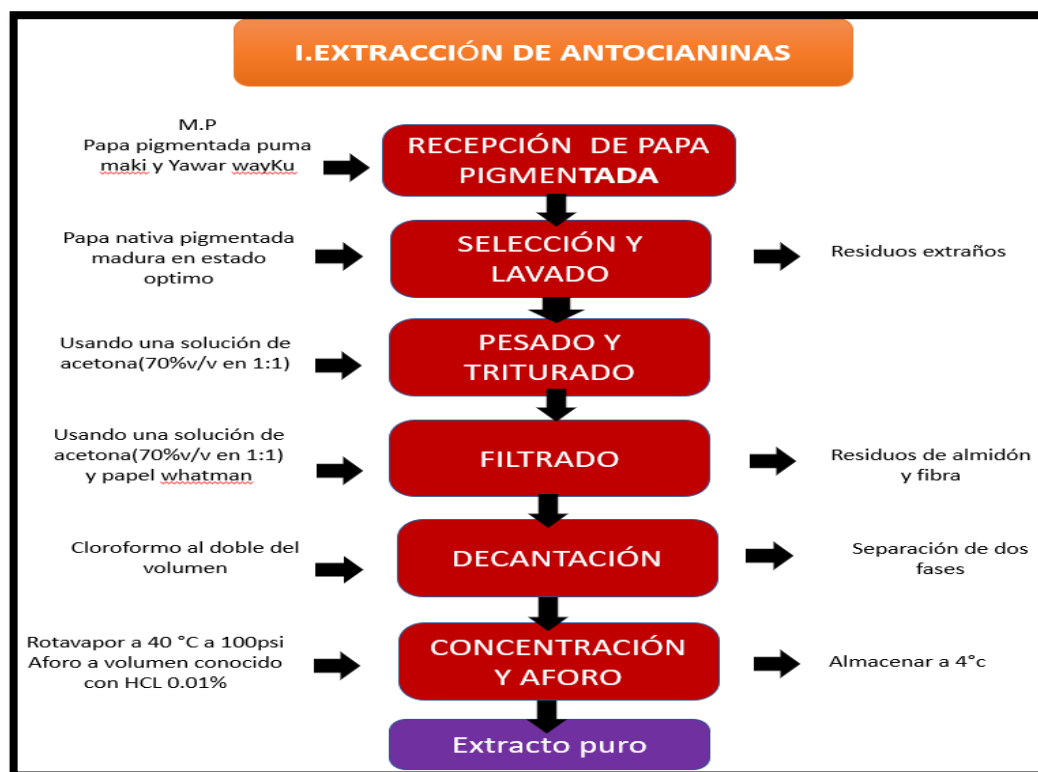 I.EXTRACCIÓN DE ANTOCIANINAS
M.P
Papa pigmentada puma
maki y Yawar wayKu
RECEPCIÓN DE PAPA
PIGMENTADA
Papa nativa pigmentada
madura en estado
optimo
SELECCIÓN Y
LAVADO
Residuos extraños
Usando una solución de
acetona(70%v/v en 1:1)
PESADO Y
TRITURADO
Usando una solución de
acetona(70%v/v en 1:1)
y papel whatman
FILTRADO
Residuos de almidón
y fibra
Cloroformo al doble del
volumen
DECANTACIÓN
Separación de dos
fases
Rotavapor a 40 °C a 100psi
Aforo a volumen conocido
con HCL 0.01%
CONCENTRACIÓN
Y AFORO
Almacenar a 4°c
Extracto puro